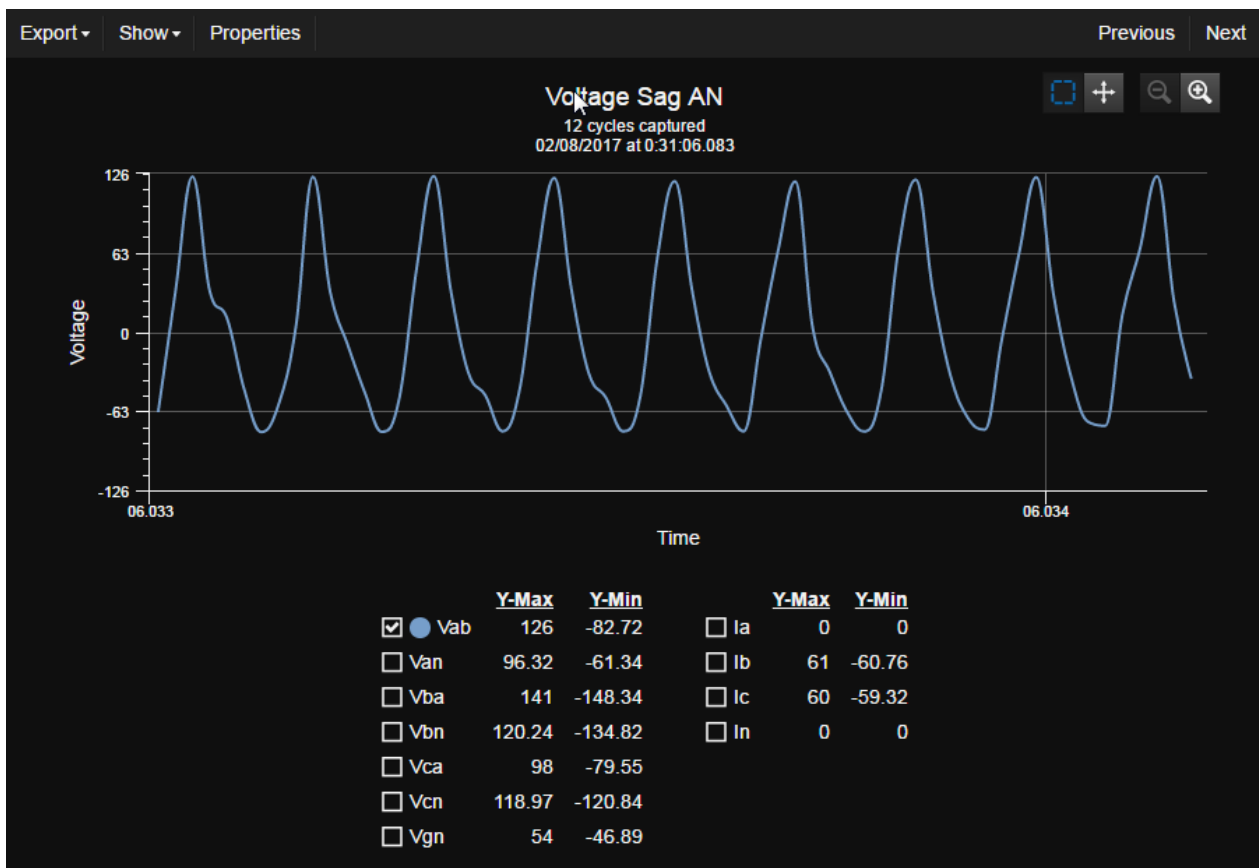 Export Show Properties Previous Next
Voltage Sag AN
12 cycles captured
02/08/2017 at 0:31:06.083
126
63
0
-63
-126
Voltage
06.033 06.034
Time
Y-Max Y-Min Y-Max Y-Min
Vab 126 -82.72 Ia 0 0
Van 96.32 -61.34 Ib 61 -60.76
Vba 141 -148.34 Ic 60 -59.32
Vbn 120.24 -134.82 In 0 0
Vca 98 -79.55
Vcn 118.97 -120.84
Vgn 54 -46.89